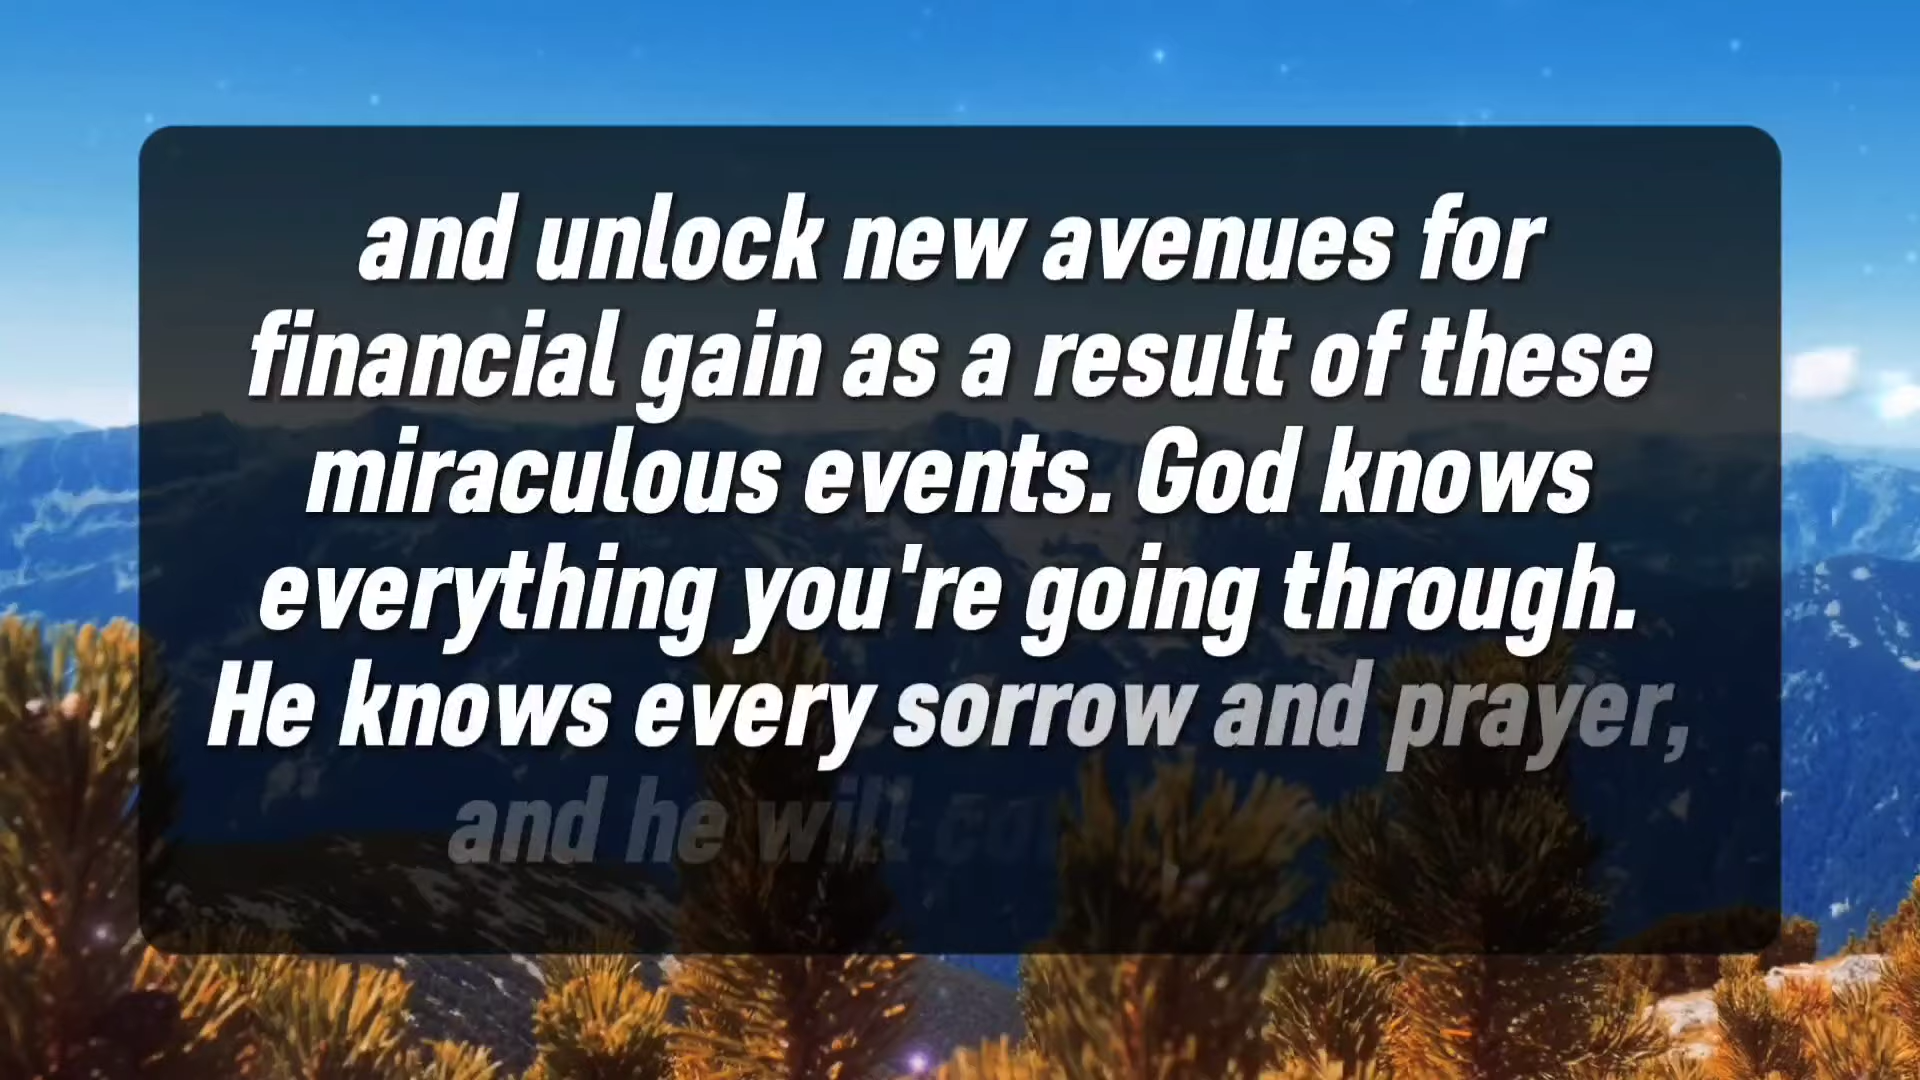 and unlock new avenues for
financial gain as a result of these
miraculous events. God knows
everything you're going through.
He knows every sorrow and prayer,
and he will